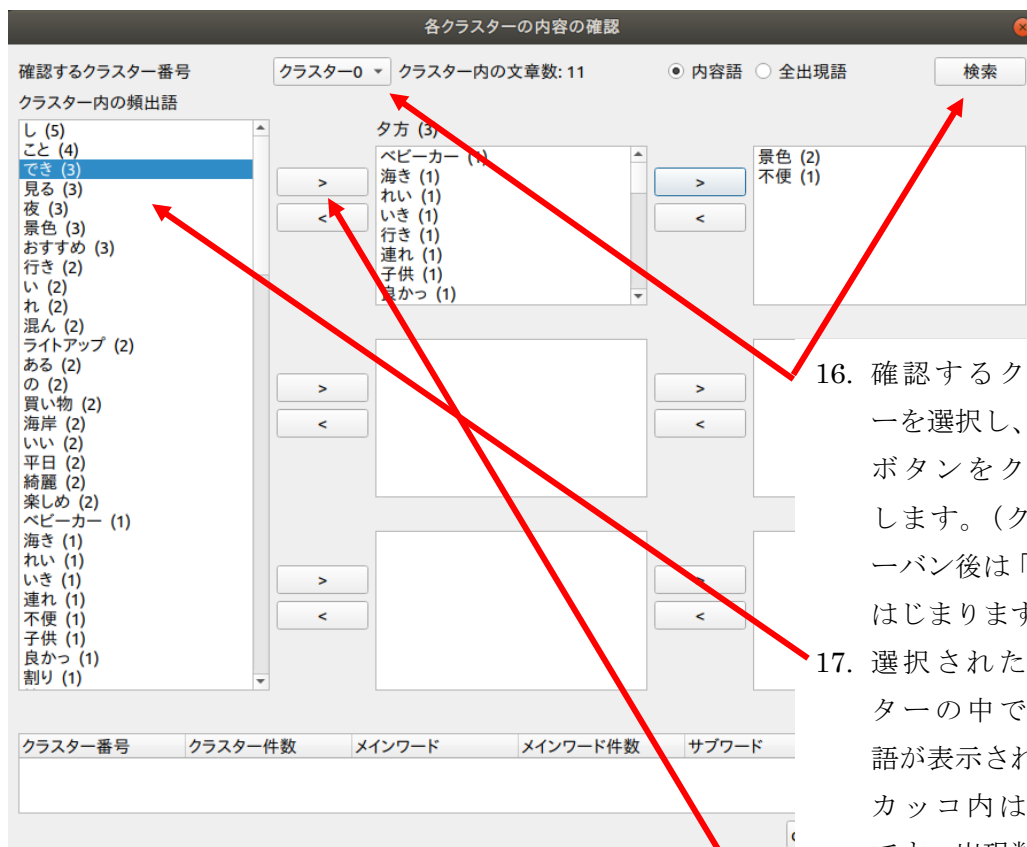 各クラスターの内容の確認
確認するクラスター番号 クラスター0 クラスター内の文章数: 11 内容語 全出現語 検索
クラスター内の頻出語
し (5)
こと (4)
でき (3)
見る (3)
夜 (3)
景色 (3)
おすすめ (3)
行き (2)
い (2)
れ (2)
混ん (2)
ライトアップ (2)
ある (2)
の (2)
買い物 (2)
海岸 (2)
いい (2)
平日 (2)
綺麗 (2)
楽しめ (2)
ベビーカー (1)
海き (1)
れい (1)
いき (1)
連れ (1)
不便 (1)
子供 (1)
良かっ (1)
割り (1)
>
<
夕方 (3)
ベビーカー (1)
海き (1)
れい (1)
いき (1)
行き (1)
連れ (1)
子供 (1)
良かっ (1)
>
<
景色 (2)
不便 (1)
>
<
>
<
>
<
>
<
16. 確認するク
ーを選択し、
ボタンをク
します。（ク
ーバン後は「
はじまります
17. 選択された
ターの中で
語が表示され
カッコ内は
クラスター番号 クラスター件数 メインワード メインワード件数 サブワード